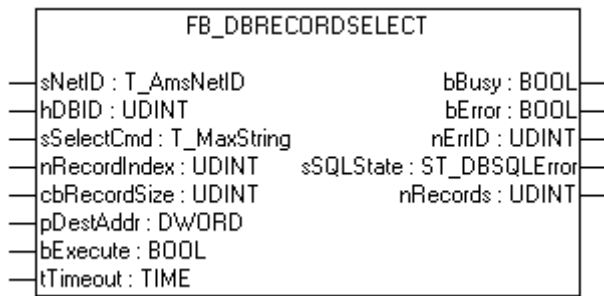 FB_DBRECORDSELECT
sNetID : T_AmsNetID bBusy : BOOL
hDBID : UDINT bError : BOOL
sSelectCmd : T_MaxString nErrID : UDINT
nRecordIndex : UDINT sSQLState : ST_DBSQLError
cbRecordSize : UDINT nRecords : UDINT
pDestAddr : DWORD
bExecute : BOOL
tTimeout : TIME